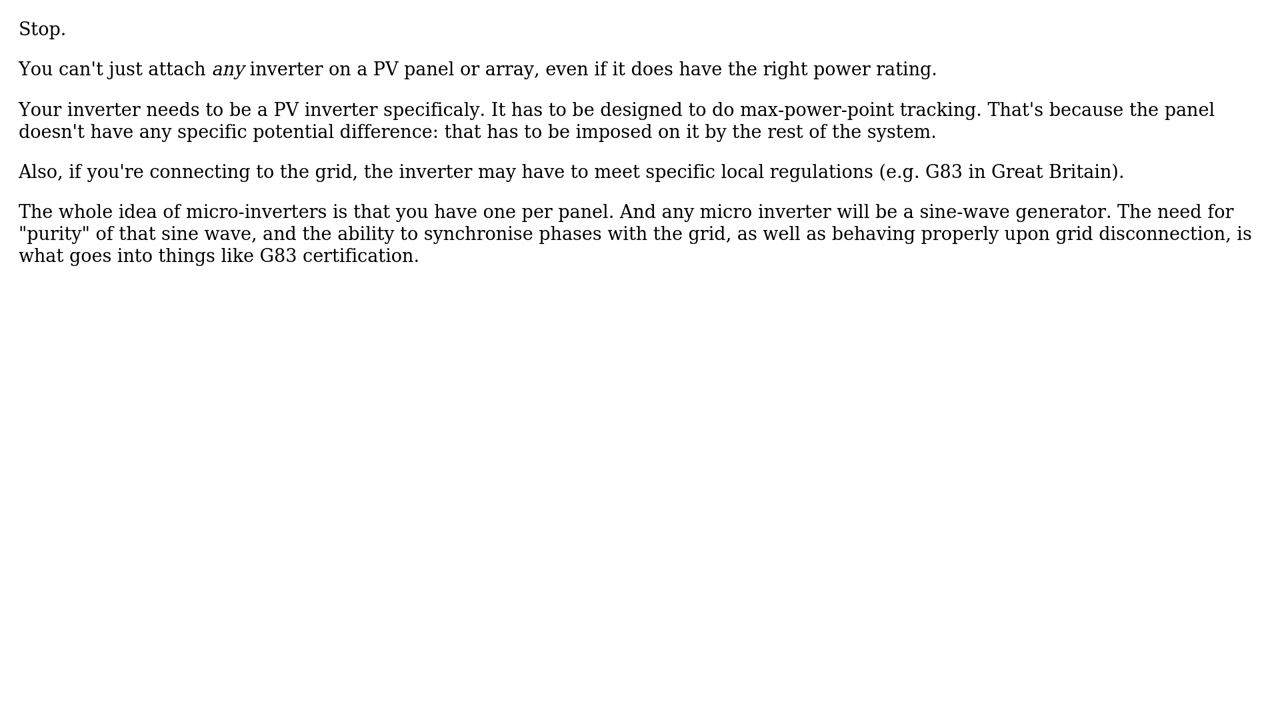 Stop.
You can't just attach any inverter on a PV panel or array, even if it does have the right power rating.
Your inverter needs to be a PV inverter specificaly. It has to be designed to do max-power-point tracking. That's because the panel
doesn't have any specific potential difference: that has to be imposed on it by the rest of the system.
Also, if you're connecting to the grid, the inverter may have to meet specific local regulations (e.g. G83 in Great Britain).
The whole idea of micro-inverters is that you have one per panel. And any micro inverter will be a sine-wave generator. The need for
"purity" of that sine wave, and the ability to synchronise phases with the grid, as well as behaving properly upon grid disconnection, is
what goes into things like G83 certification.